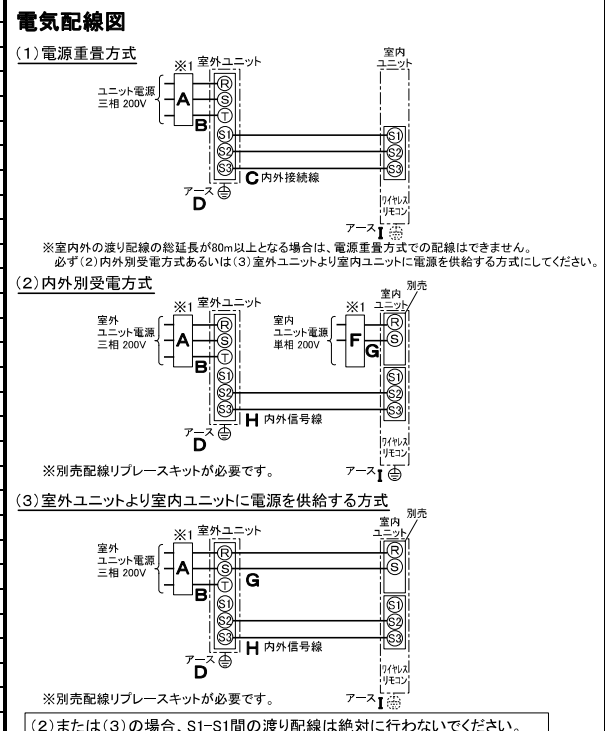 電気配線図
(1)電源重畳方式
※1
室外ユニット
室内
ユニット
ユニット電源
三相 200V
A
B
R
S
T
S1
S2
S3
S1
S2
S3
C 内外接続線
アース
D
ワイヤレス
リモコン
アース I
※室内外の渡り配線の総延長が80m以上となる場合は、電源重畳方式での配線はできません。
必ず(2)内外別受電方式あるいは(3)室外ユニットより室内ユニットに電源を供給する方式にしてください。
(2)内外別受電方式
※1
室外ユニット
※1
室内
ユニット
別売
室外
ユニット電源
三相 200V
A
B
R
S
T
S1
S2
S3
室内
ユニット電源
単相 200V
F
G
R
S
S1
S2
S3
H 内外信号線
アース
D
ワイヤレス
リモコン
※別売配線リプレースキットが必要です。
アース I
(3)室外ユニットより室内ユニットに電源を供給する方式
※1
室外ユニット
室内
ユニット
別売
室外
ユニット電源
三相 200V
A
B
R
S
T
S1
S2
S3
G
R
S
S1
S2
S3
H 内外信号線
アース
D
ワイヤレス
リモコン
※別売配線リプレースキットが必要です。
アース I
(2)または(3)の場合、S1-S1間の渡り配線は絶対に行わないでください。